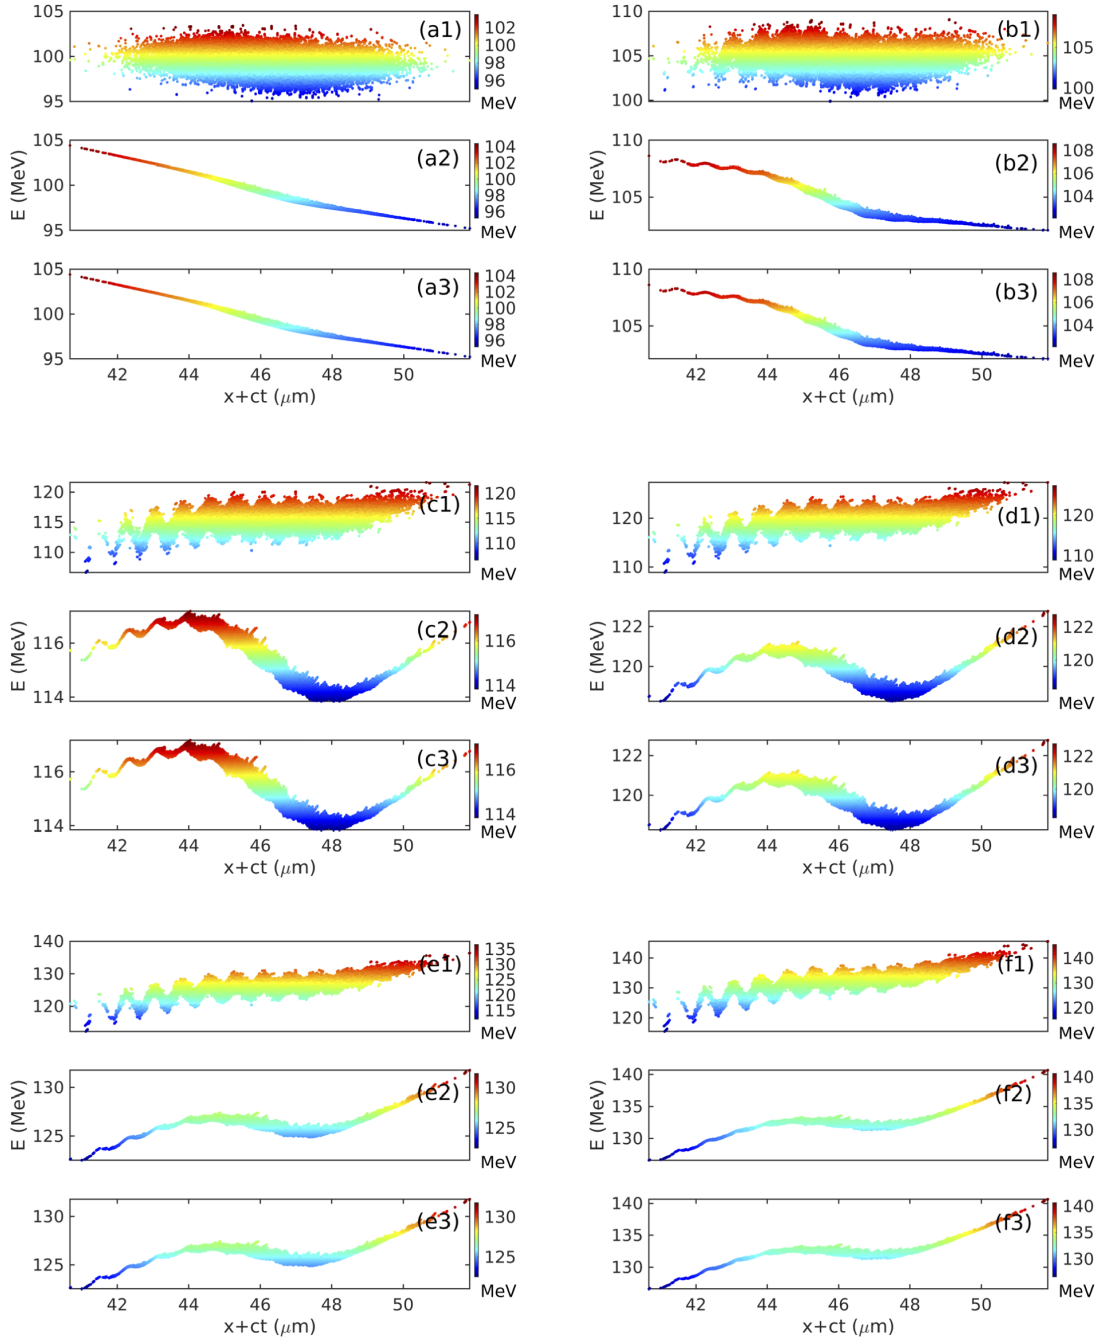 105
100
95
(a1)
102
100
98
96
MeV
110
105
100
(b1)
105
100
MeV
E (MeV)
105
100
95
(a2)
104
102
100
98
96
MeV
E (MeV)
110
105
(b2)
108
106
104
MeV
105
100
95
(a3)
104
102
100
98
96
MeV
42 44 46 48 50
x+ct (μm)
110
105
(b3)
108
106
104
MeV
42 44 46 48 50
x+ct (μm)
120
115
110
(c1)
120
115
110
MeV
120
110
(d1)
120
110
MeV
E (MeV)
116
114
(c2)
116
114
MeV
E (MeV)
122
120
(d2)
122
120
MeV
116
114
(c3)
116
114
MeV
42 44 46 48 50
x+ct (μm)
122
120
(d3)
122
120
MeV
42 44 46 48 50
x+ct (μm)
140
130
120
(e1)
135
130
125
120
115
MeV
140
130
120
(f1)
140
130
120
MeV
E (MeV)
130
125
(e2)
130
125
MeV
E (MeV)
140
135
130
(f2)
140
135
130
MeV
130
125
(e3)
130
125
MeV
42 44 46 48 50
x+ct (μm)
140
135
130
(f3)
140
135
130
MeV
42 44 46 48 50
x+ct (μm)